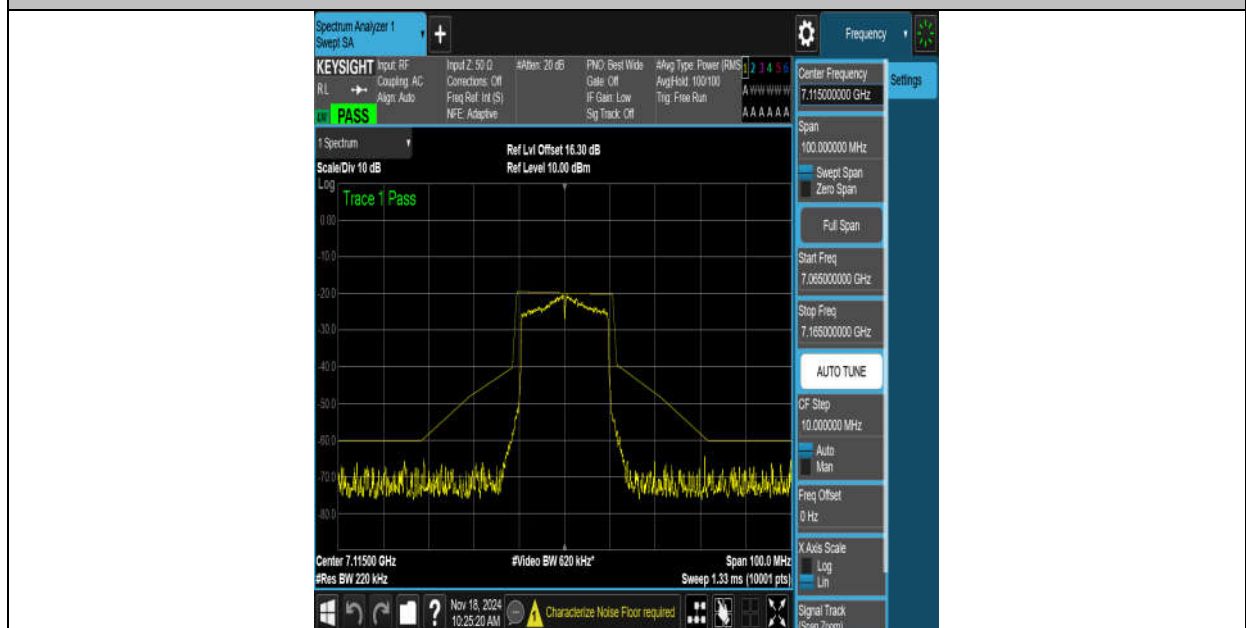 Spectrum Analyzer 1
Swept SA
+
Frequency
KEYSIGHT
RL
PASS
Input: RF
Coupling: AC
Align: Auto
Input Z: 50 Ω
Corrections: Off
Freq Ref: Int (S)
NFE: Adaptive
#Atten: 20 dB
PNO: Best Wide
Gate: Off
IF Gain: Low
Sig Track: Off
#Avg Type: Power (RMS
Avg|Hold: 100/100
Trig: Free Run
1 2 3 4 5 6
A W W W W W
A A A A A A
Center Frequency
7.115000000 GHz
Settings
Span
100.000000 MHz
Swept Span
Zero Span
Full Span
Start Freq
7.065000000 GHz
Stop Freq
7.165000000 GHz
AUTO TUNE
CF Step
10.000000 MHz
Auto
Man
Freq Offset
0 Hz
X Axis Scale
Log
Lin
Signal Track
(Span Zoom)
1 Spectrum
Scale/Div 10 dB
Ref Lvl Offset 16.30 dB
Ref Level 10.00 dBm
Log
Trace 1 Pass
0.00
-10.0
-20.0
-30.0
-40.0
-50.0
-60.0
-70.0
-80.0
Center 7.11500 GHz
#Res BW 220 kHz
#Video BW 620 kHz*
Span 100.0 MHz
Sweep 1.33 ms (10001 pts)
?
Nov 18, 2024
10:25:20 AM
1
Characterize Noise Floor required